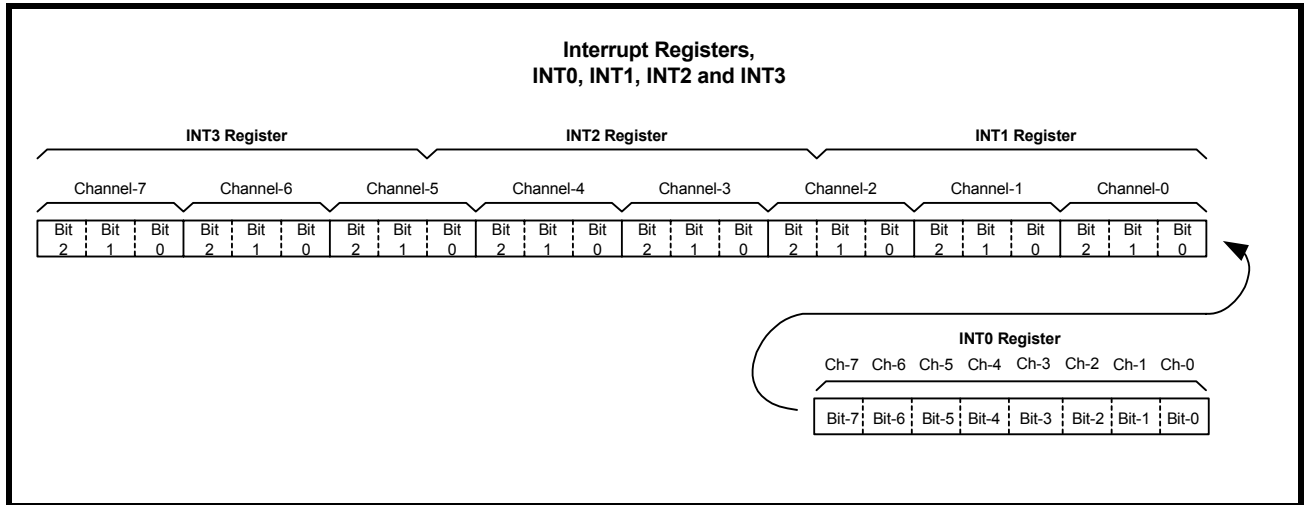 Interrupt Registers,
INT0, INT1, INT2 and INT3
INT3 Register INT2 Register INT1 Register
Channel-7 Channel-6 Channel-5 Channel-4 Channel-3 Channel-2 Channel-1 Channel-0
Bit Bit Bit Bit Bit Bit Bit Bit Bit Bit Bit Bit Bit Bit Bit Bit Bit Bit Bit Bit Bit Bit Bit Bit
2 1 0 2 1 0 2 1 0 2 1 0 2 1 0 2 1 0 2 1 0 2 1 0
INT0 Register
Ch-7 Ch-6 Ch-5 Ch-4 Ch-3 Ch-2 Ch-1 Ch-0
Bit-7 Bit-6 Bit-5 Bit-4 Bit-3 Bit-2 Bit-1 Bit-0